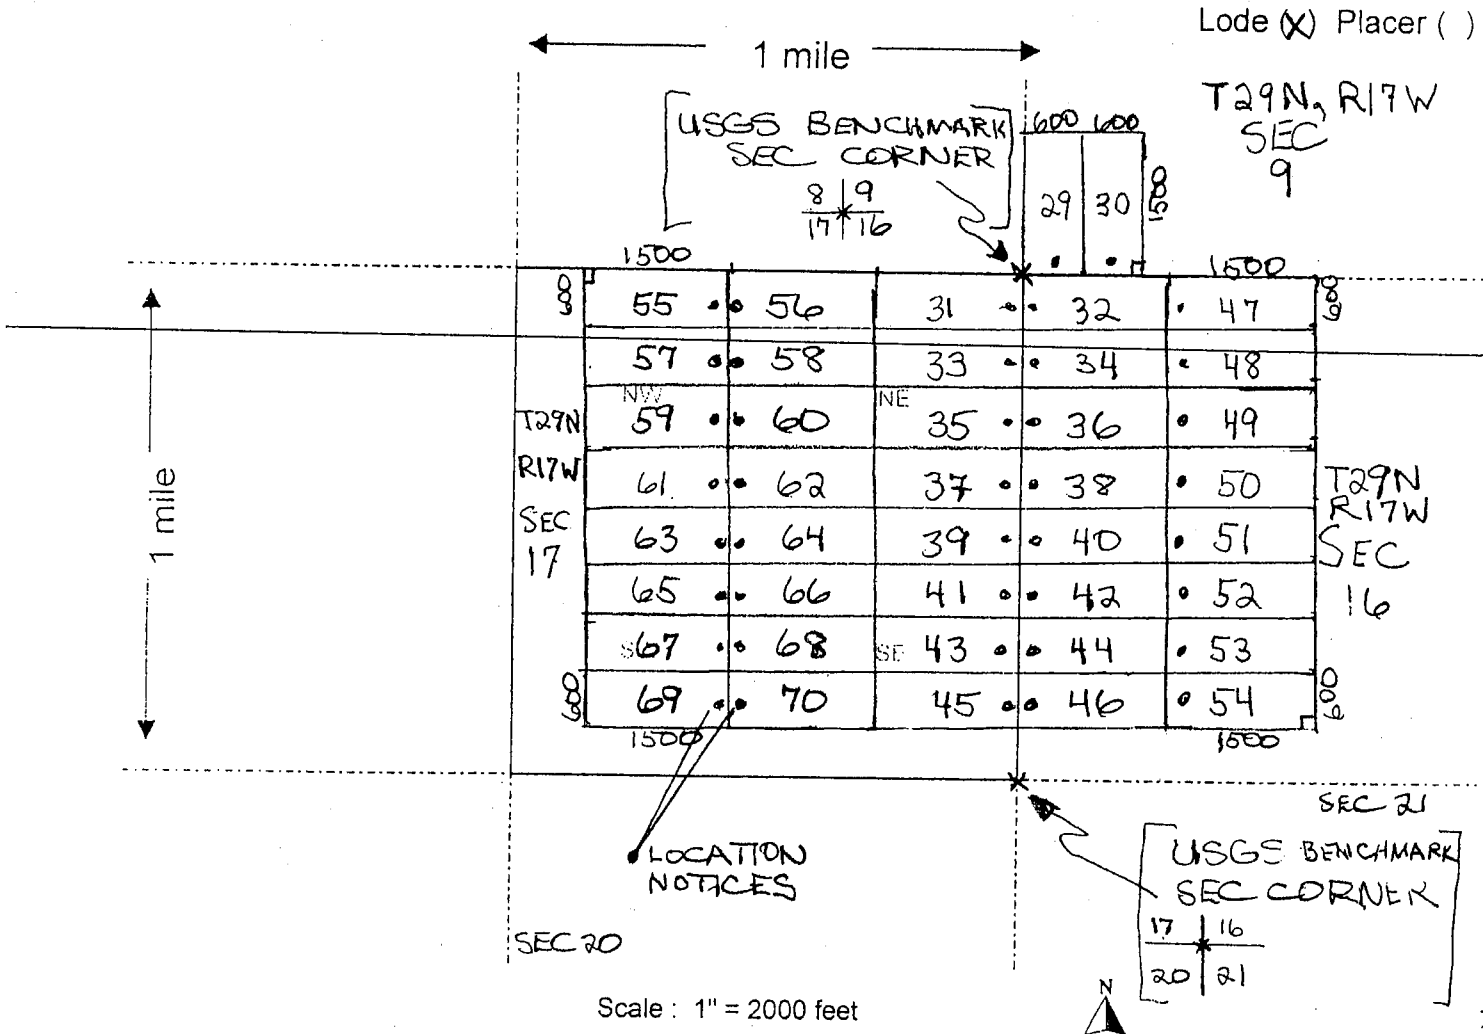 Lode (X) Placer ( )
1 mile
T29N, R17W
SEC
9
USGS BENCHMARK
SEC CORNER
8 9
17 16
600 600
29 30 1500
1500 1500
600 55 56 31 32 47 600
57 58 33 34 48
NW NE
T29N 59 60 35 36 49
R17W 61 62 37 38 50 T29N
R17W
SEC 63 64 39 40 51 SEC
17 65 66 41 42 52 16
1 mile
S 67 68 SE 43 44 53
600 69 70 45 46 54 600
1500 1500
SEC 21
LOCATION
NOTICES
USGS BENCHMARK
SEC CORNER
17 16
20 21
SEC 20
N
Scale : 1" = 2000 feet